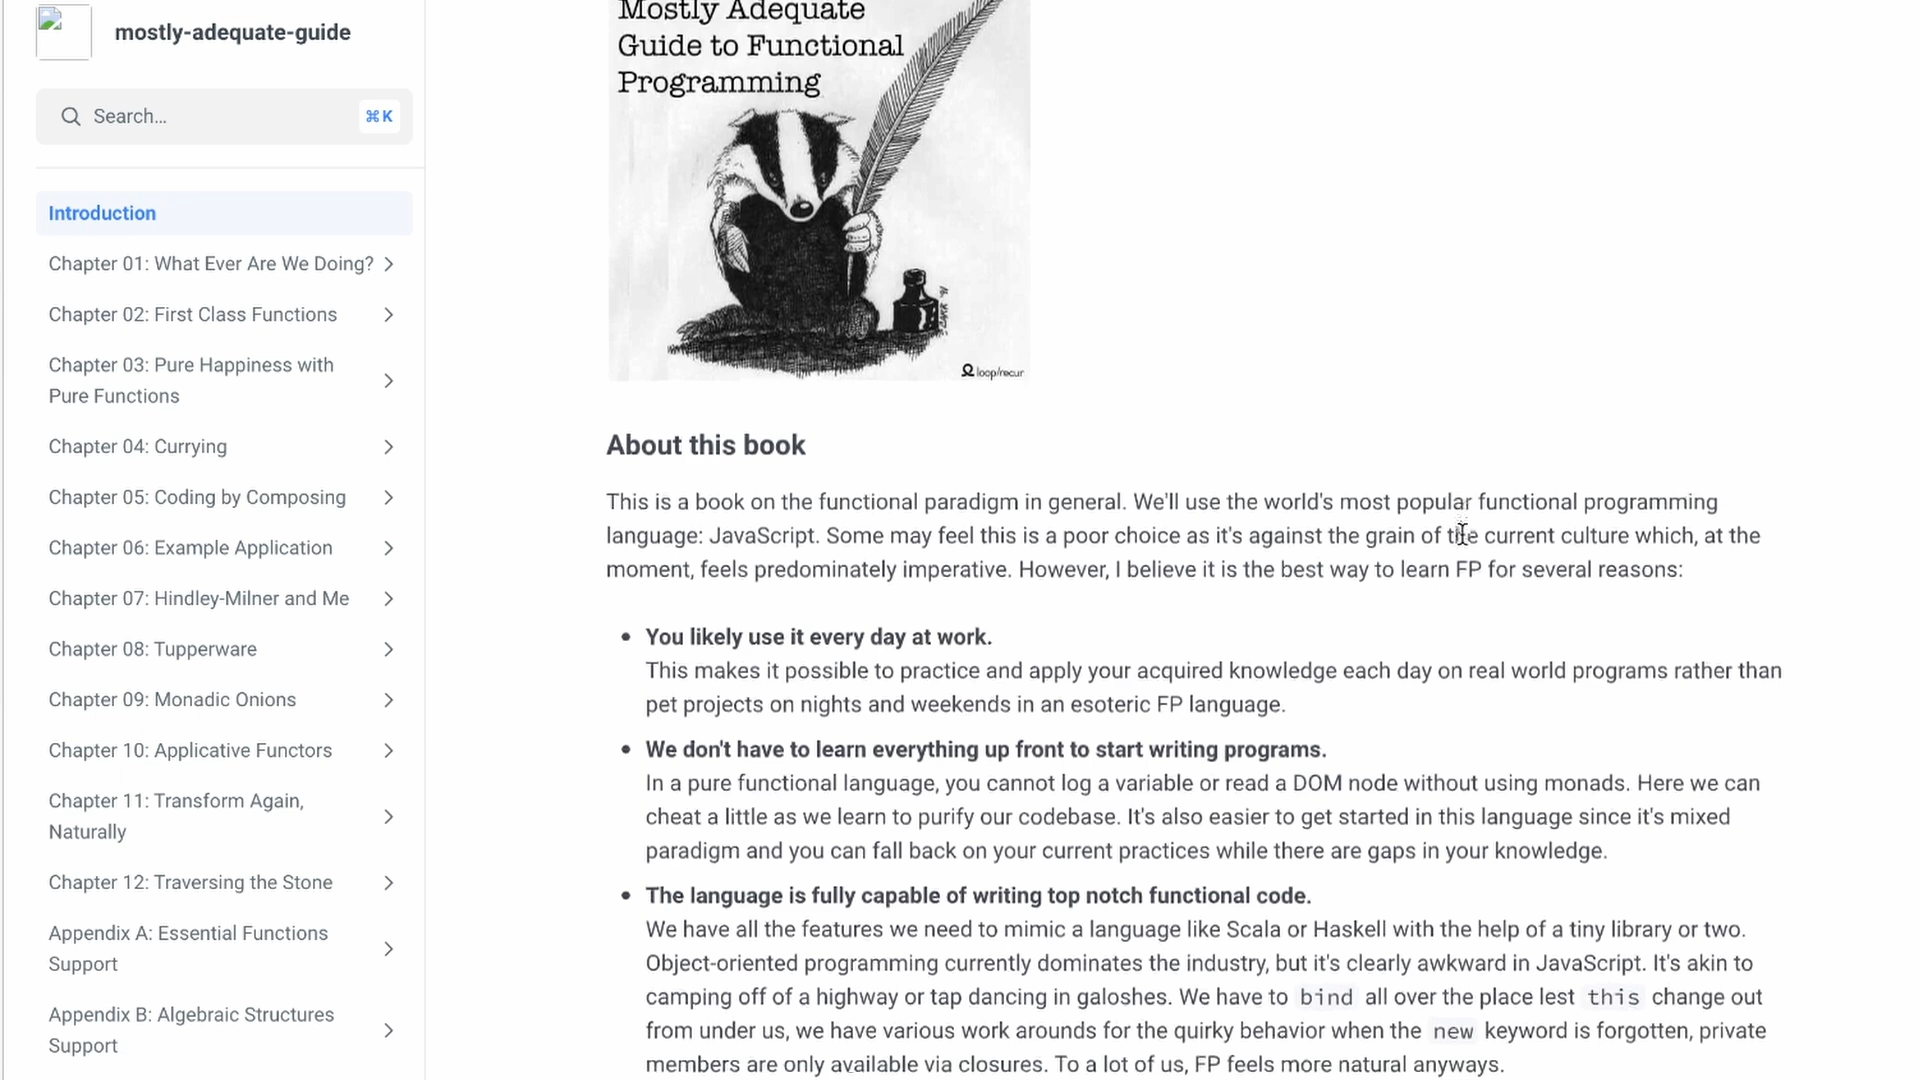 mostly-adequate-guide
Search...
⌘K
Introduction
Chapter 01: What Ever Are We Doing?
Chapter 02: First Class Functions
Chapter 03: Pure Happiness with
Pure Functions
Chapter 04: Currying
Chapter 05: Coding by Composing
Chapter 06: Example Application
Chapter 07: Hindley-Milner and Me
Chapter 08: Tupperware
Chapter 09: Monadic Onions
Chapter 10: Applicative Functors
Chapter 11: Transform Again,
Naturally
Chapter 12: Traversing the Stone
Appendix A: Essential Functions
Support
Appendix B: Algebraic Structures
Support
Mostly Adequate
Guide to Functional
Programming
loop/recur
About this book
This is a book on the functional paradigm in general. We'll use the world's most popular functional programming
language: JavaScript. Some may feel this is a poor choice as it's against the grain of the current culture which, at the
moment, feels predominately imperative. However, I believe it is the best way to learn FP for several reasons:
• You likely use it every day at work.
This makes it possible to practice and apply your acquired knowledge each day on real world programs rather than
pet projects on nights and weekends in an esoteric FP language.
• We don't have to learn everything up front to start writing programs.
In a pure functional language, you cannot log a variable or read a DOM node without using monads. Here we can
cheat a little as we learn to purify our codebase. It's also easier to get started in this language since it's mixed
paradigm and you can fall back on your current practices while there are gaps in your knowledge.
• The language is fully capable of writing top notch functional code.
We have all the features we need to mimic a language like Scala or Haskell with the help of a tiny library or two.
Object-oriented programming currently dominates the industry, but it's clearly awkward in JavaScript. It's akin to
camping off of a highway or tap dancing in galoshes. We have to bind all over the place lest this change out
from under us, we have various work arounds for the quirky behavior when the new keyword is forgotten, private
members are only available via closures. To a lot of us, FP feels more natural anyways.